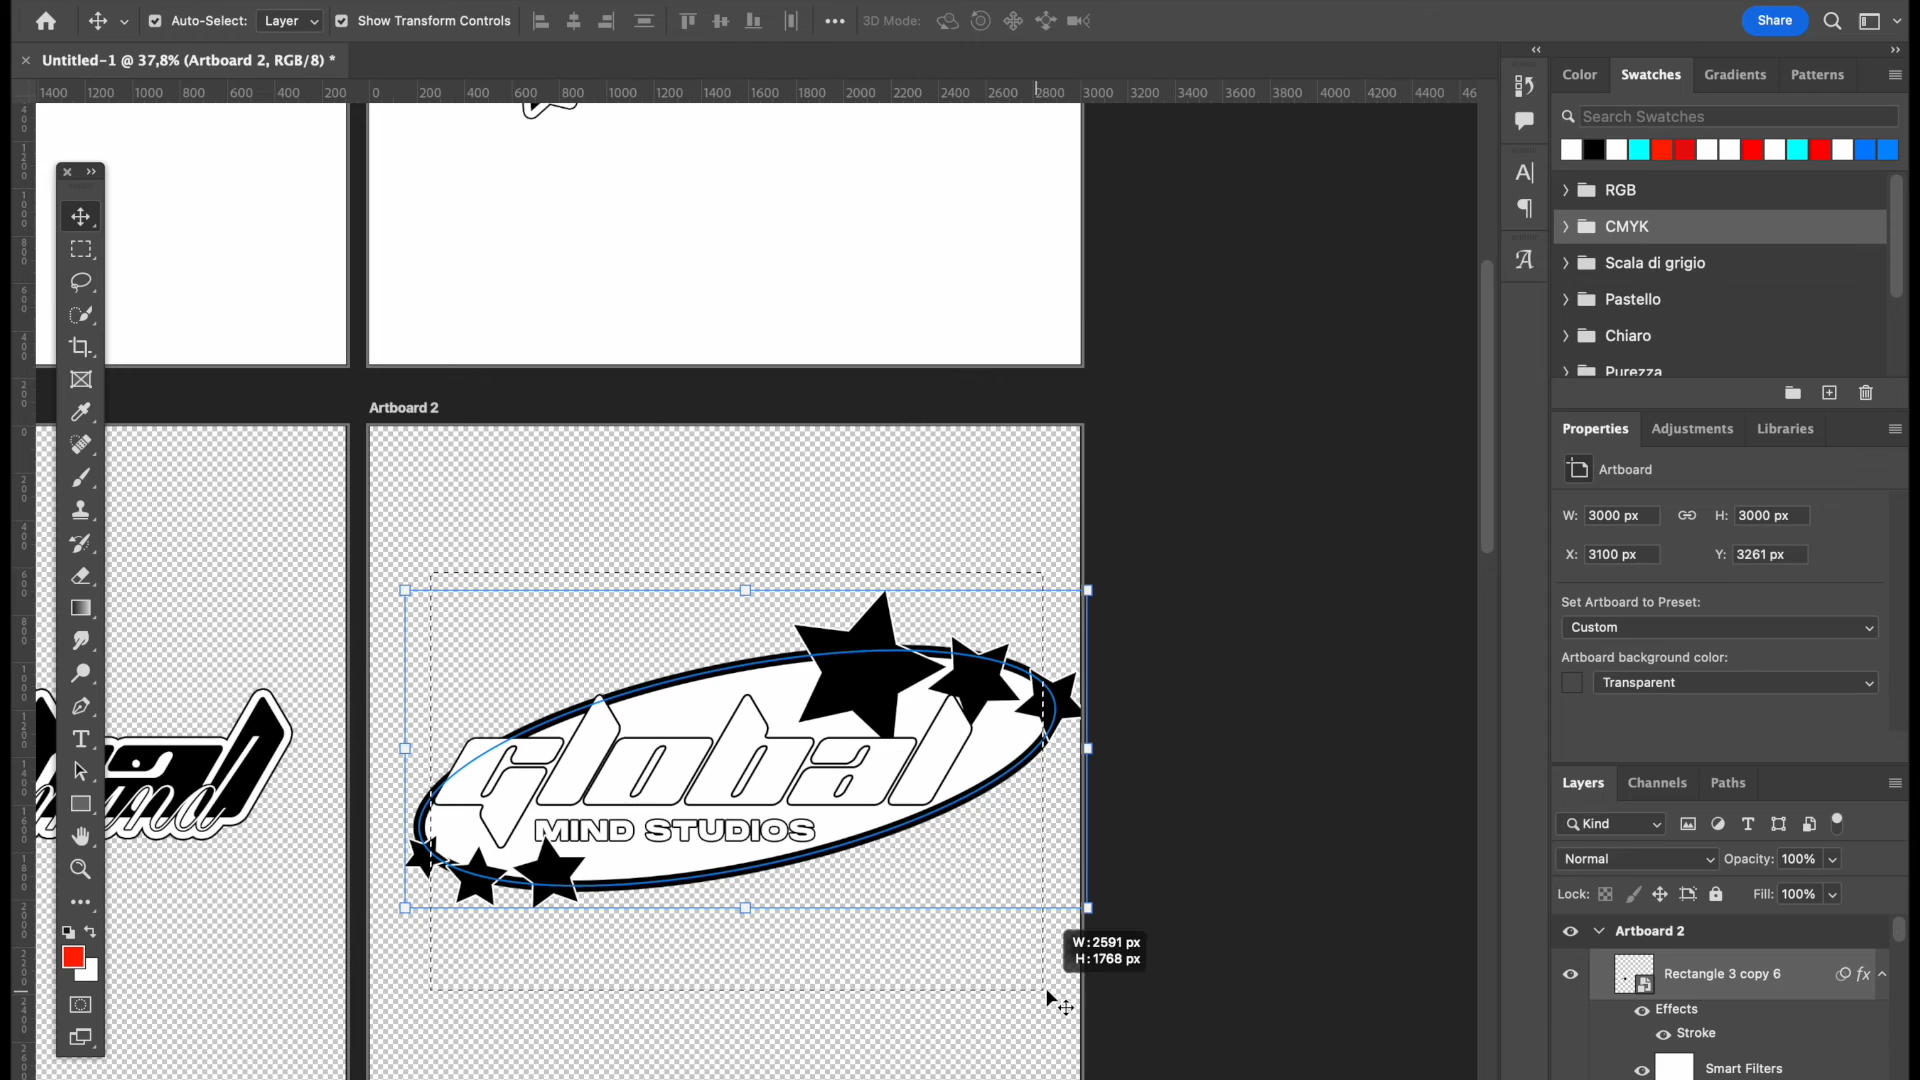 Auto-Select: Layer Show Transform Controls 3D Mode: Share
Untitled-1 @ 37,8% (Artboard 2, RGB/8) *
1400 1200 1000 800 600 400 200 0 200 400 600 800 1000 1200 1400 1600 1800 2000 2200 2400 2600 2800 3000 3200 3400 3600 3800 4000 4200 4400 46
Color Swatches Gradients Patterns
Search Swatches
RGB
CMYK
Scala di grigio
Pastello
Chiaro
Purezza
Artboard 2
global
MIND STUDIOS
mind
W: 2591 px
H: 1768 px
Properties Adjustments Libraries
Artboard
W: 3000 px H: 3000 px
X: 3100 px Y: 3261 px
Set Artboard to Preset:
Custom
Artboard background color:
Transparent
Layers Channels Paths
Kind
Normal Opacity: 100%
Lock: Fill: 100%
Artboard 2
Rectangle 3 copy 6 fx
Effects
Stroke
Smart Filters